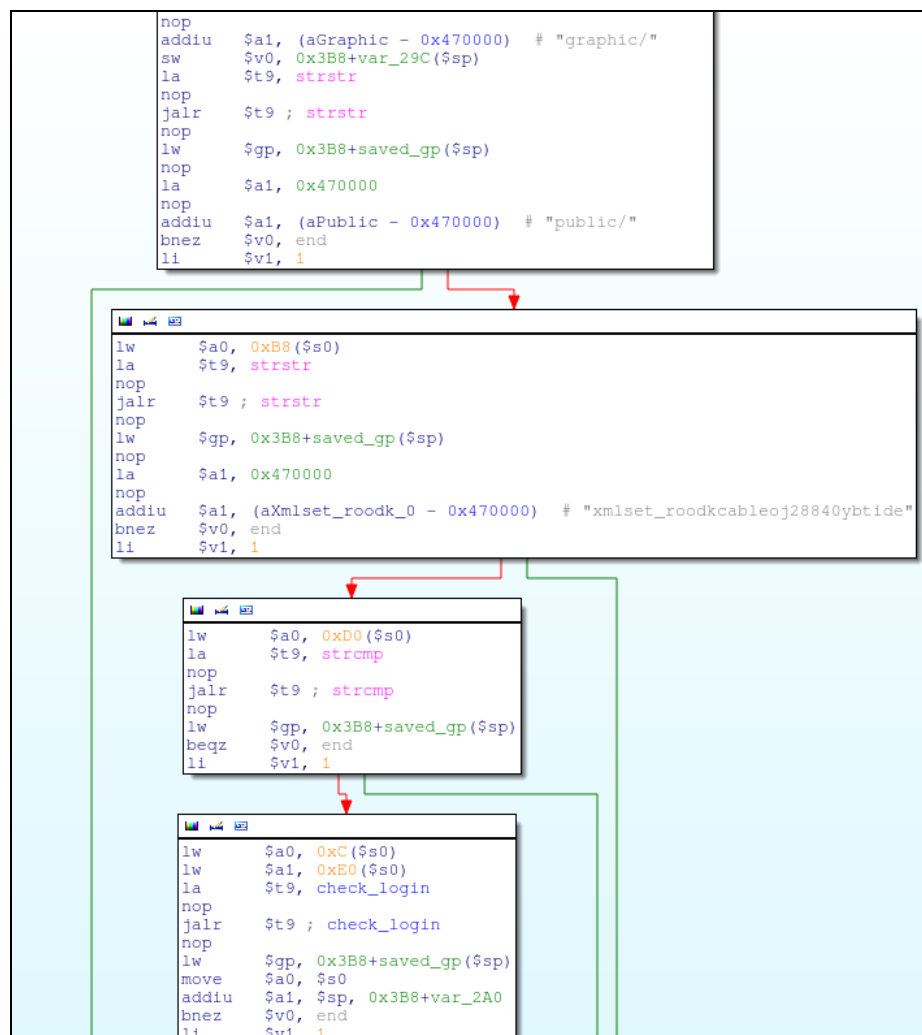 nop
addiu $a1, (aGraphic - 0x470000) # "graphic/"
sw $v0, 0x3B8+var_29C($sp)
la $t9, strstr
nop
jalr $t9 ; strstr
nop
lw $gp, 0x3B8+saved_gp($sp)
nop
la $a1, 0x470000
nop
addiu $a1, (aPublic - 0x470000) # "public/"
bnez $v0, end
li $v1, 1
lw $a0, 0xB8($s0)
la $t9, strstr
nop
jalr $t9 ; strstr
nop
lw $gp, 0x3B8+saved_gp($sp)
nop
la $a1, 0x470000
nop
addiu $a1, (aXmlset_roodk_0 - 0x470000) # "xmlset_roodkcableoj28840ybtide"
bnez $v0, end
li $v1, 1
lw $a0, 0xD0($s0)
la $t9, strcmp
nop
jalr $t9 ; strcmp
nop
lw $gp, 0x3B8+saved_gp($sp)
beqz $v0, end
li $v1, 1
lw $a0, 0xC($s0)
lw $a1, 0xE0($s0)
la $t9, check_login
nop
jalr $t9 ; check_login
nop
lw $gp, 0x3B8+saved_gp($sp)
move $a0, $s0
addiu $a1, $sp, 0x3B8+var_2A0
bnez $v0, end
li $v1, 1